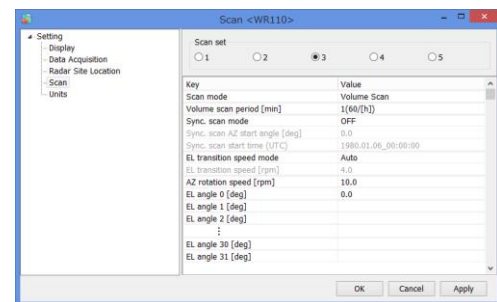 Scan <WR110>
Setting
Display
Data Acquisition
Radar Site Location
Scan
Units
Scan set
1 2 3 4 5
Key Value
Scan mode Volume Scan
Volume scan period [min] 1(60/[h])
Sync. scan mode OFF
Sync. scan AZ start angle [deg] 0.0
Sync. scan start time (UTC) 1980.01.06_00:00:00
EL transition speed mode Auto
EL transition speed [rpm] 4.0
AZ rotation speed [rpm] 10.0
EL angle 0 [deg] 0.0
EL angle 1 [deg]
EL angle 2 [deg]
⋮
EL angle 30 [deg]
EL angle 31 [deg]
OK Cancel Apply